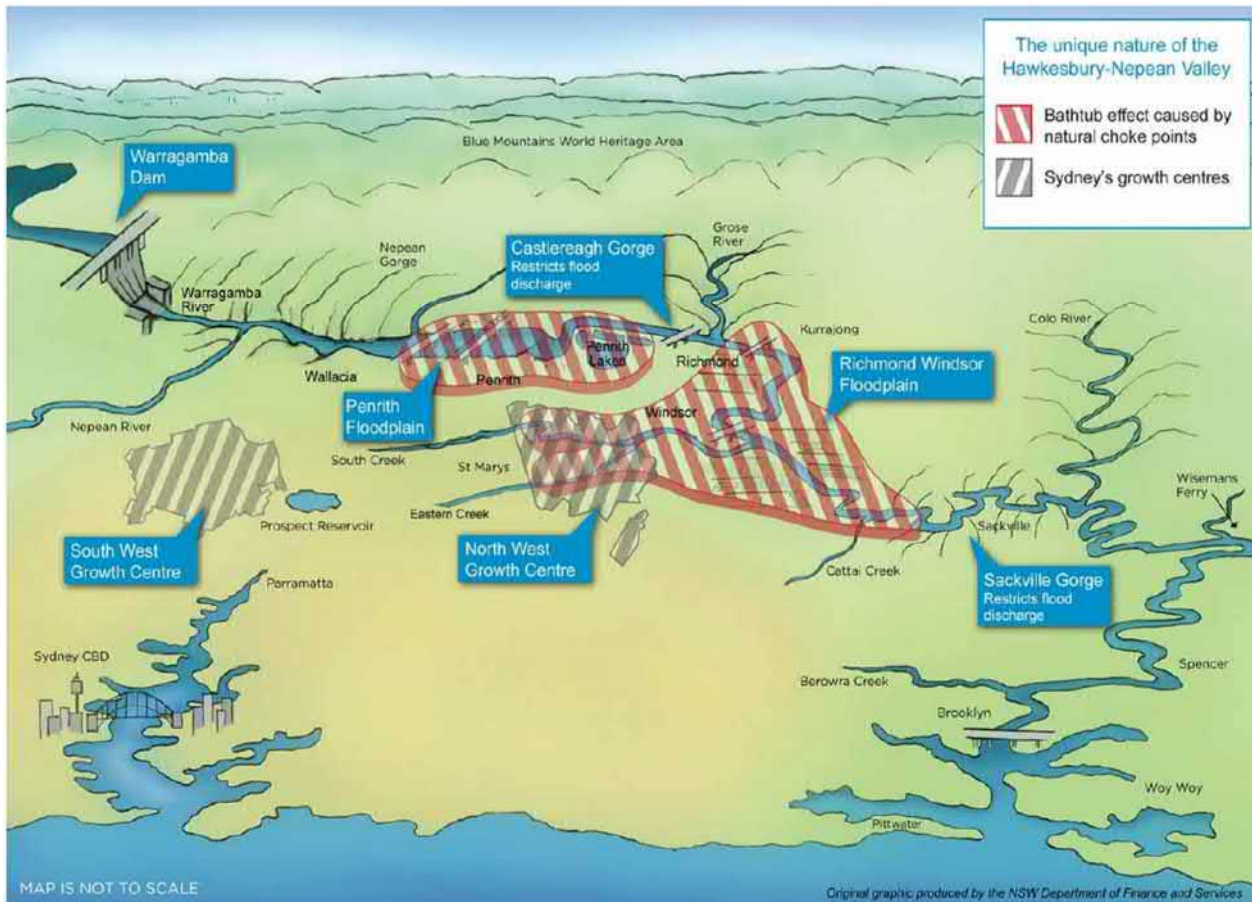 The unique nature of the
Hawkesbury-Nepean Valley
Bathtub effect caused by
natural choke points
Sydney's growth centres
Blue Mountains World Heritage Area
Warragamba
Dam
Nepean
Gorge
Castlereagh Gorge
Restricts flood
discharge
Grose
River
Warragamba
River
Kurrajong
Colo River
Penrith
Lakes
Richmond
Richmond Windsor
Floodplain
Wallacia
Penrith
Penrith
Floodplain
Windsor
Nepean River
South Creek
St Marys
Wisemans
Ferry
Eastern Creek
Prospect Reservoir
Sackville
South West
Growth Centre
North West
Growth Centre
Cattai Creek
Sackville Gorge
Restricts flood
discharge
Parramatta
Sydney CBD
Spencer
Berowra Creek
Brooklyn
Woy Woy
Pittwater
MAP IS NOT TO SCALE
Original graphic produced by the NSW Department of Finance and Services